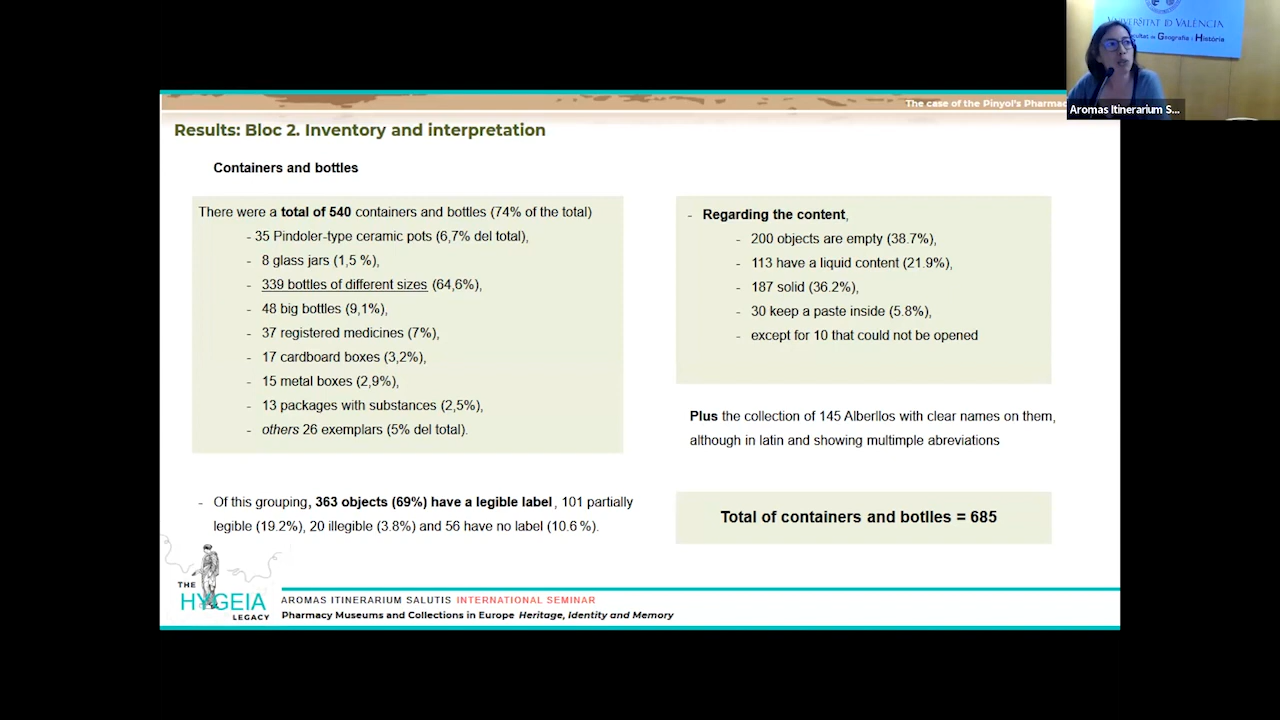 UNIVERSITAT D VALÈNCIA
Facultat de Geografia i Història
Aromas Itinerarium S...
The case of the Pinyol's Pharmac
Results: Bloc 2. Inventory and interpretation
Containers and bottles
There were a total of 540 containers and bottles (74% of the total)
- 35 Pindoler-type ceramic pots (6,7% del total),
- 8 glass jars (1,5 %),
- 339 bottles of different sizes (64,6%),
- 48 big bottles (9,1%),
- 37 registered medicines (7%),
- 17 cardboard boxes (3,2%),
- 15 metal boxes (2,9%),
- 13 packages with substances (2,5%),
- others 26 exemplars (5% del total).
- Of this grouping, 363 objects (69%) have a legible label, 101 partially
legible (19.2%), 20 illegible (3.8%) and 56 have no label (10.6 %).
- Regarding the content,
- 200 objects are empty (38.7%),
- 113 have a liquid content (21.9%),
- 187 solid (36.2%),
- 30 keep a paste inside (5.8%),
- except for 10 that could not be opened
Plus the collection of 145 Alberllos with clear names on them,
although in latin and showing multimple abreviations
Total of containers and botlles = 685
THE
HYGEIA
LEGACY
AROMAS ITINERARIUM SALUTIS INTERNATIONAL SEMINAR
Pharmacy Museums and Collections in Europe Heritage, Identity and Memory